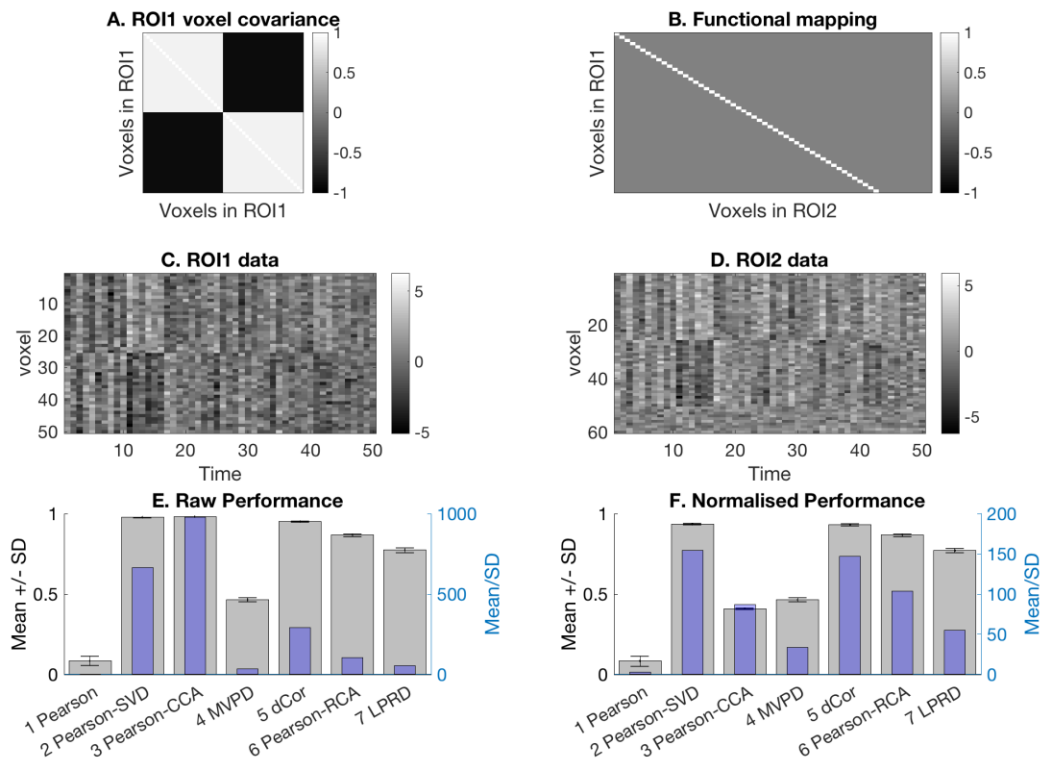 A. ROI1 voxel covariance
Voxels in ROI1
1
0.5
0
-0.5
-1
Voxels in ROI1
B. Functional mapping
Voxels in ROI1
1
0.5
0
-0.5
-1
Voxels in ROI2
C. ROI1 data
voxel
10
20
30
40
50
5
0
-5
10 20 30 40 50
Time
D. ROI2 data
voxel
20
40
60
5
0
-5
10 20 30 40 50
Time
E. Raw Performance
Mean +/- SD
1
0.5
0
1000
500
0
Mean/SD
1 Pearson
2 Pearson-SVD
3 Pearson-CCA
4 MVPD
5 dCor
6 Pearson-RCA
7 LPRD
F. Normalised Performance
Mean +/- SD
1
0.5
0
200
150
100
50
0
Mean/SD
1 Pearson
2 Pearson-SVD
3 Pearson-CCA
4 MVPD
5 dCor
6 Pearson-RCA
7 LPRD